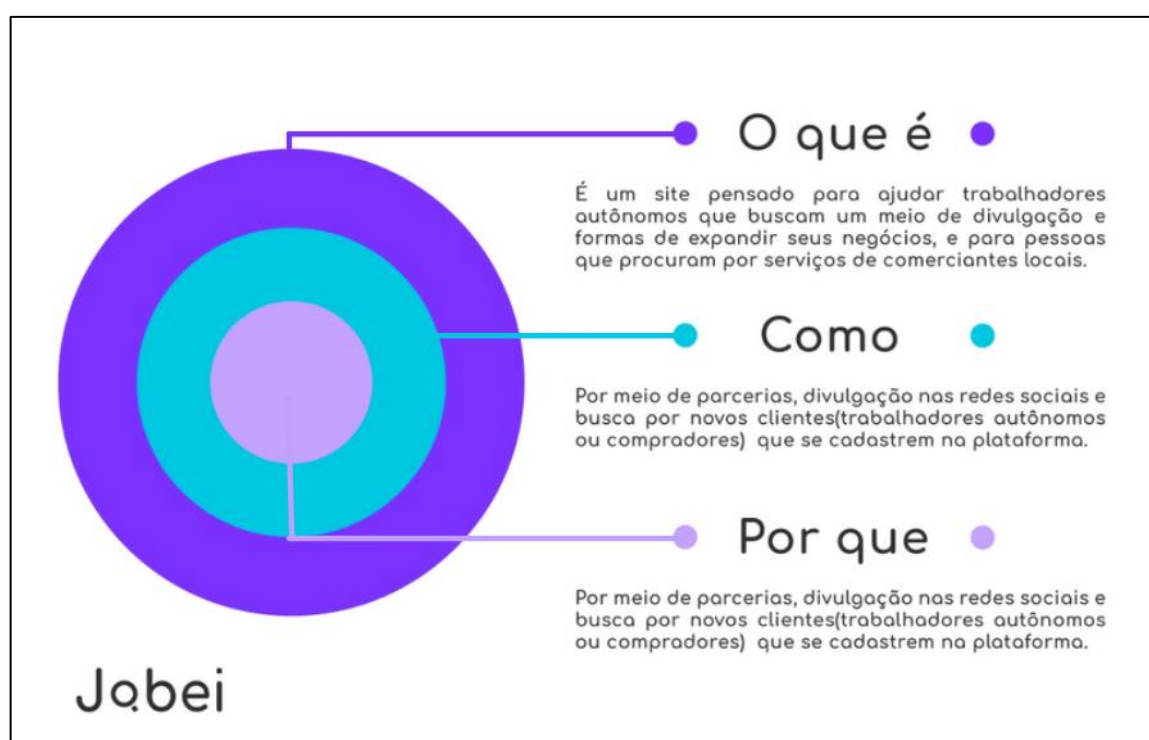 O que é
É um site pensado para ajudar trabalhadores
autônomos que buscam um meio de divulgação e
formas de expandir seus negócios, e para pessoas
que procuram por serviços de comerciantes locais.
Como
Por meio de parcerias, divulgação nas redes sociais e
busca por novos clientes(trabalhadores autônomos
ou compradores) que se cadastrem na plataforma.
Por que
Por meio de parcerias, divulgação nas redes sociais e
busca por novos clientes(trabalhadores autônomos
ou compradores) que se cadastrem na plataforma.
Jobei